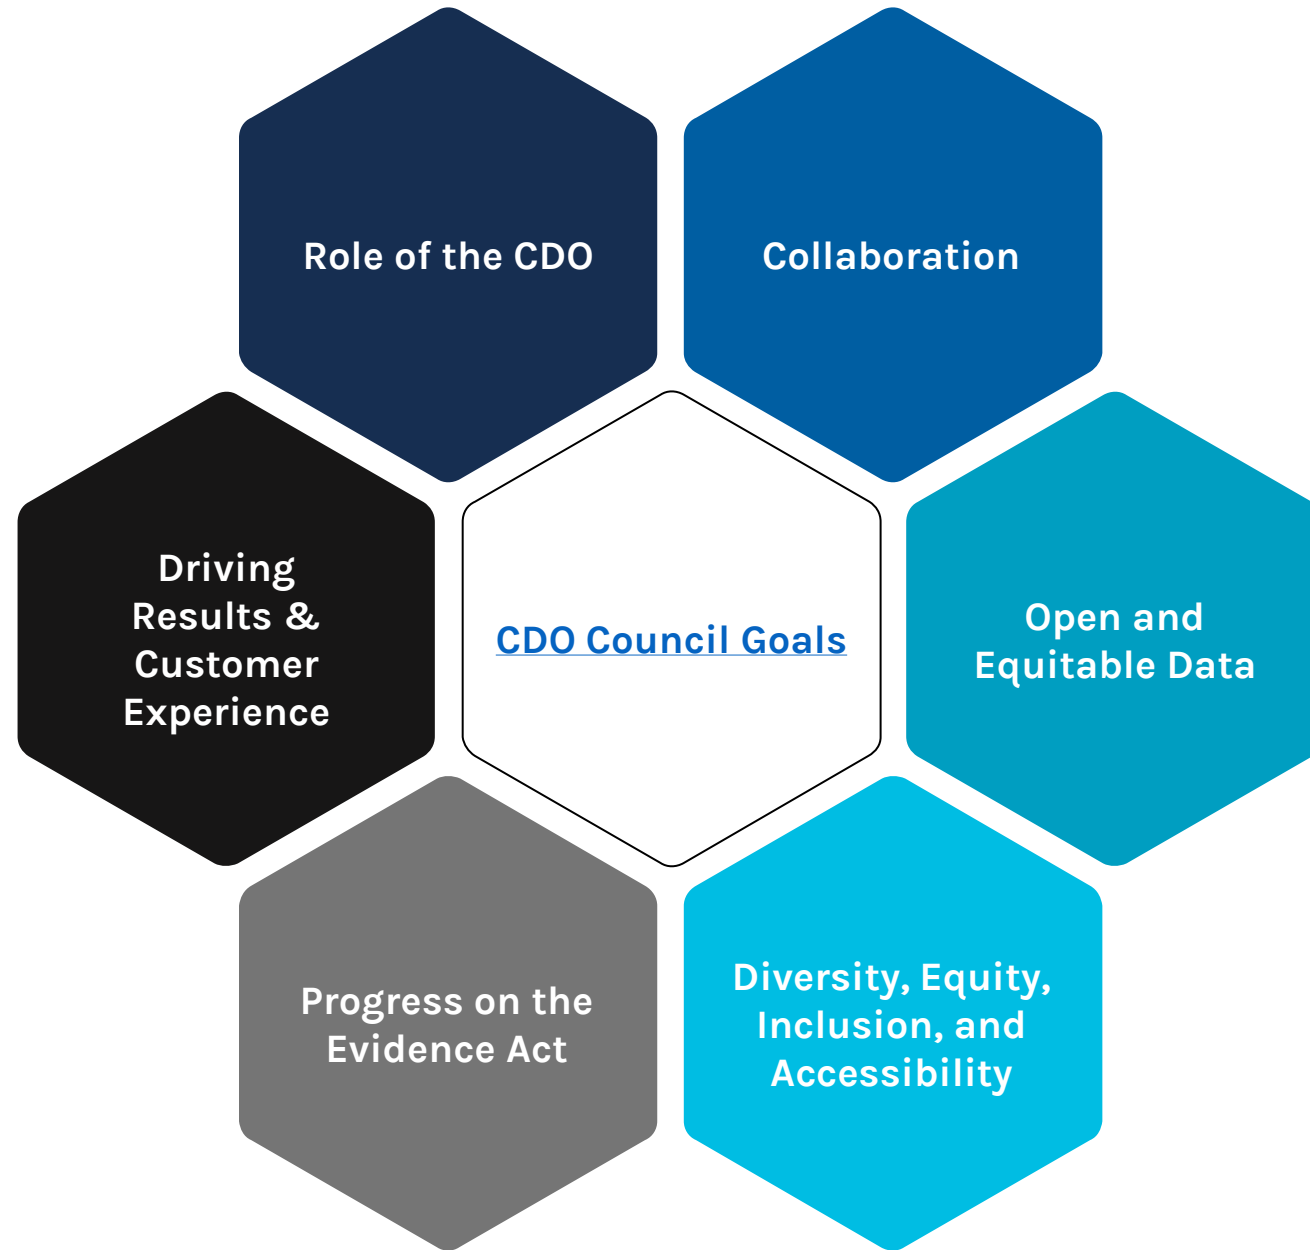 Role of the CDO
Collaboration
Driving
Results &
Customer
Experience
CDO Council Goals
Open and
Equitable Data
Progress on the
Evidence Act
Diversity, Equity,
Inclusion, and
Accessibility